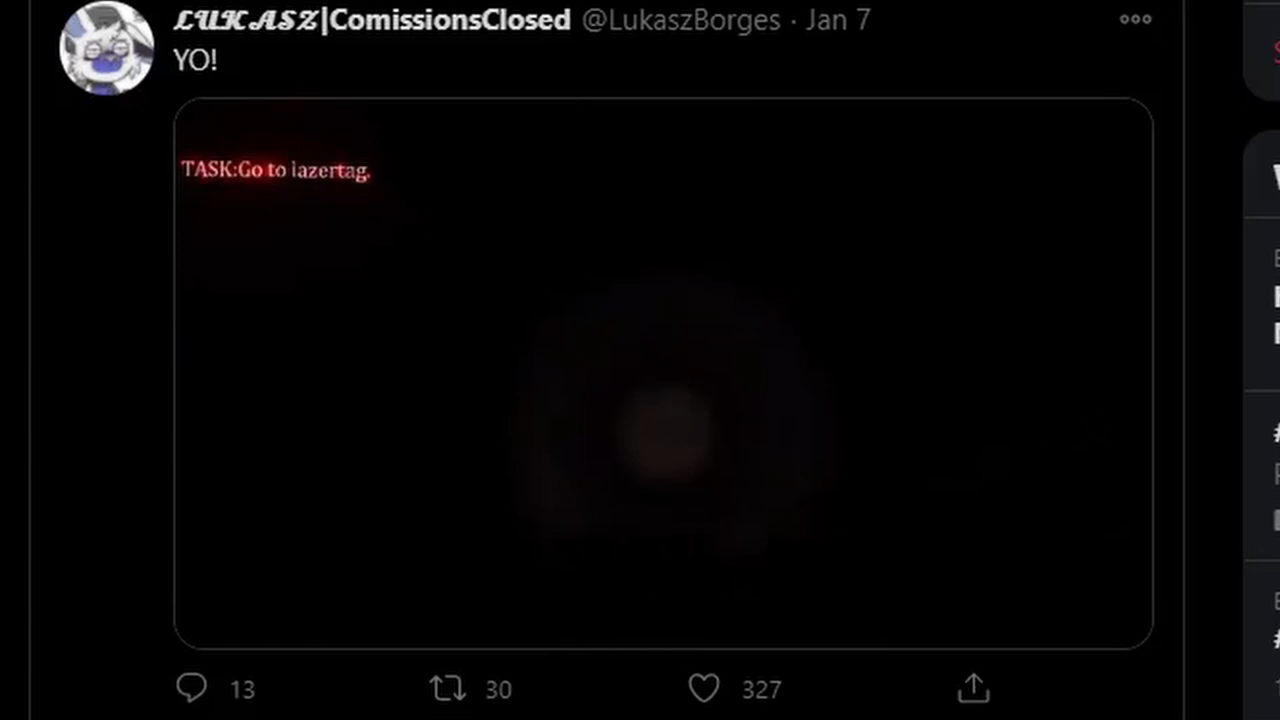 𝓛𝓤𝓚𝓐𝓢𝓩|ComissionsClosed @LukaszBorges · Jan 7
YO!
TASK:Go to lazertag.
13 30 327